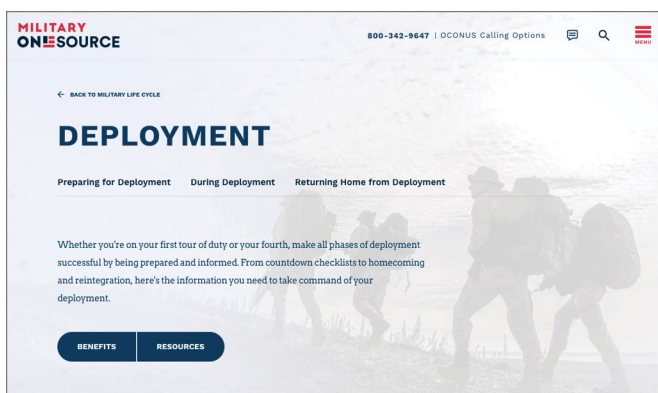 MILITARY
ONESOURCE
800-342-9647 | OCONUS Calling Options
MENU
← BACK TO MILITARY LIFE CYCLE
DEPLOYMENT
Preparing for Deployment During Deployment Returning Home from Deployment
Whether you're on your first tour of duty or your fourth, make all phases of deployment
successful by being prepared and informed. From countdown checklists to homecoming
and reintegration, here's the information you need to take command of your
deployment.
BENEFITS RESOURCES